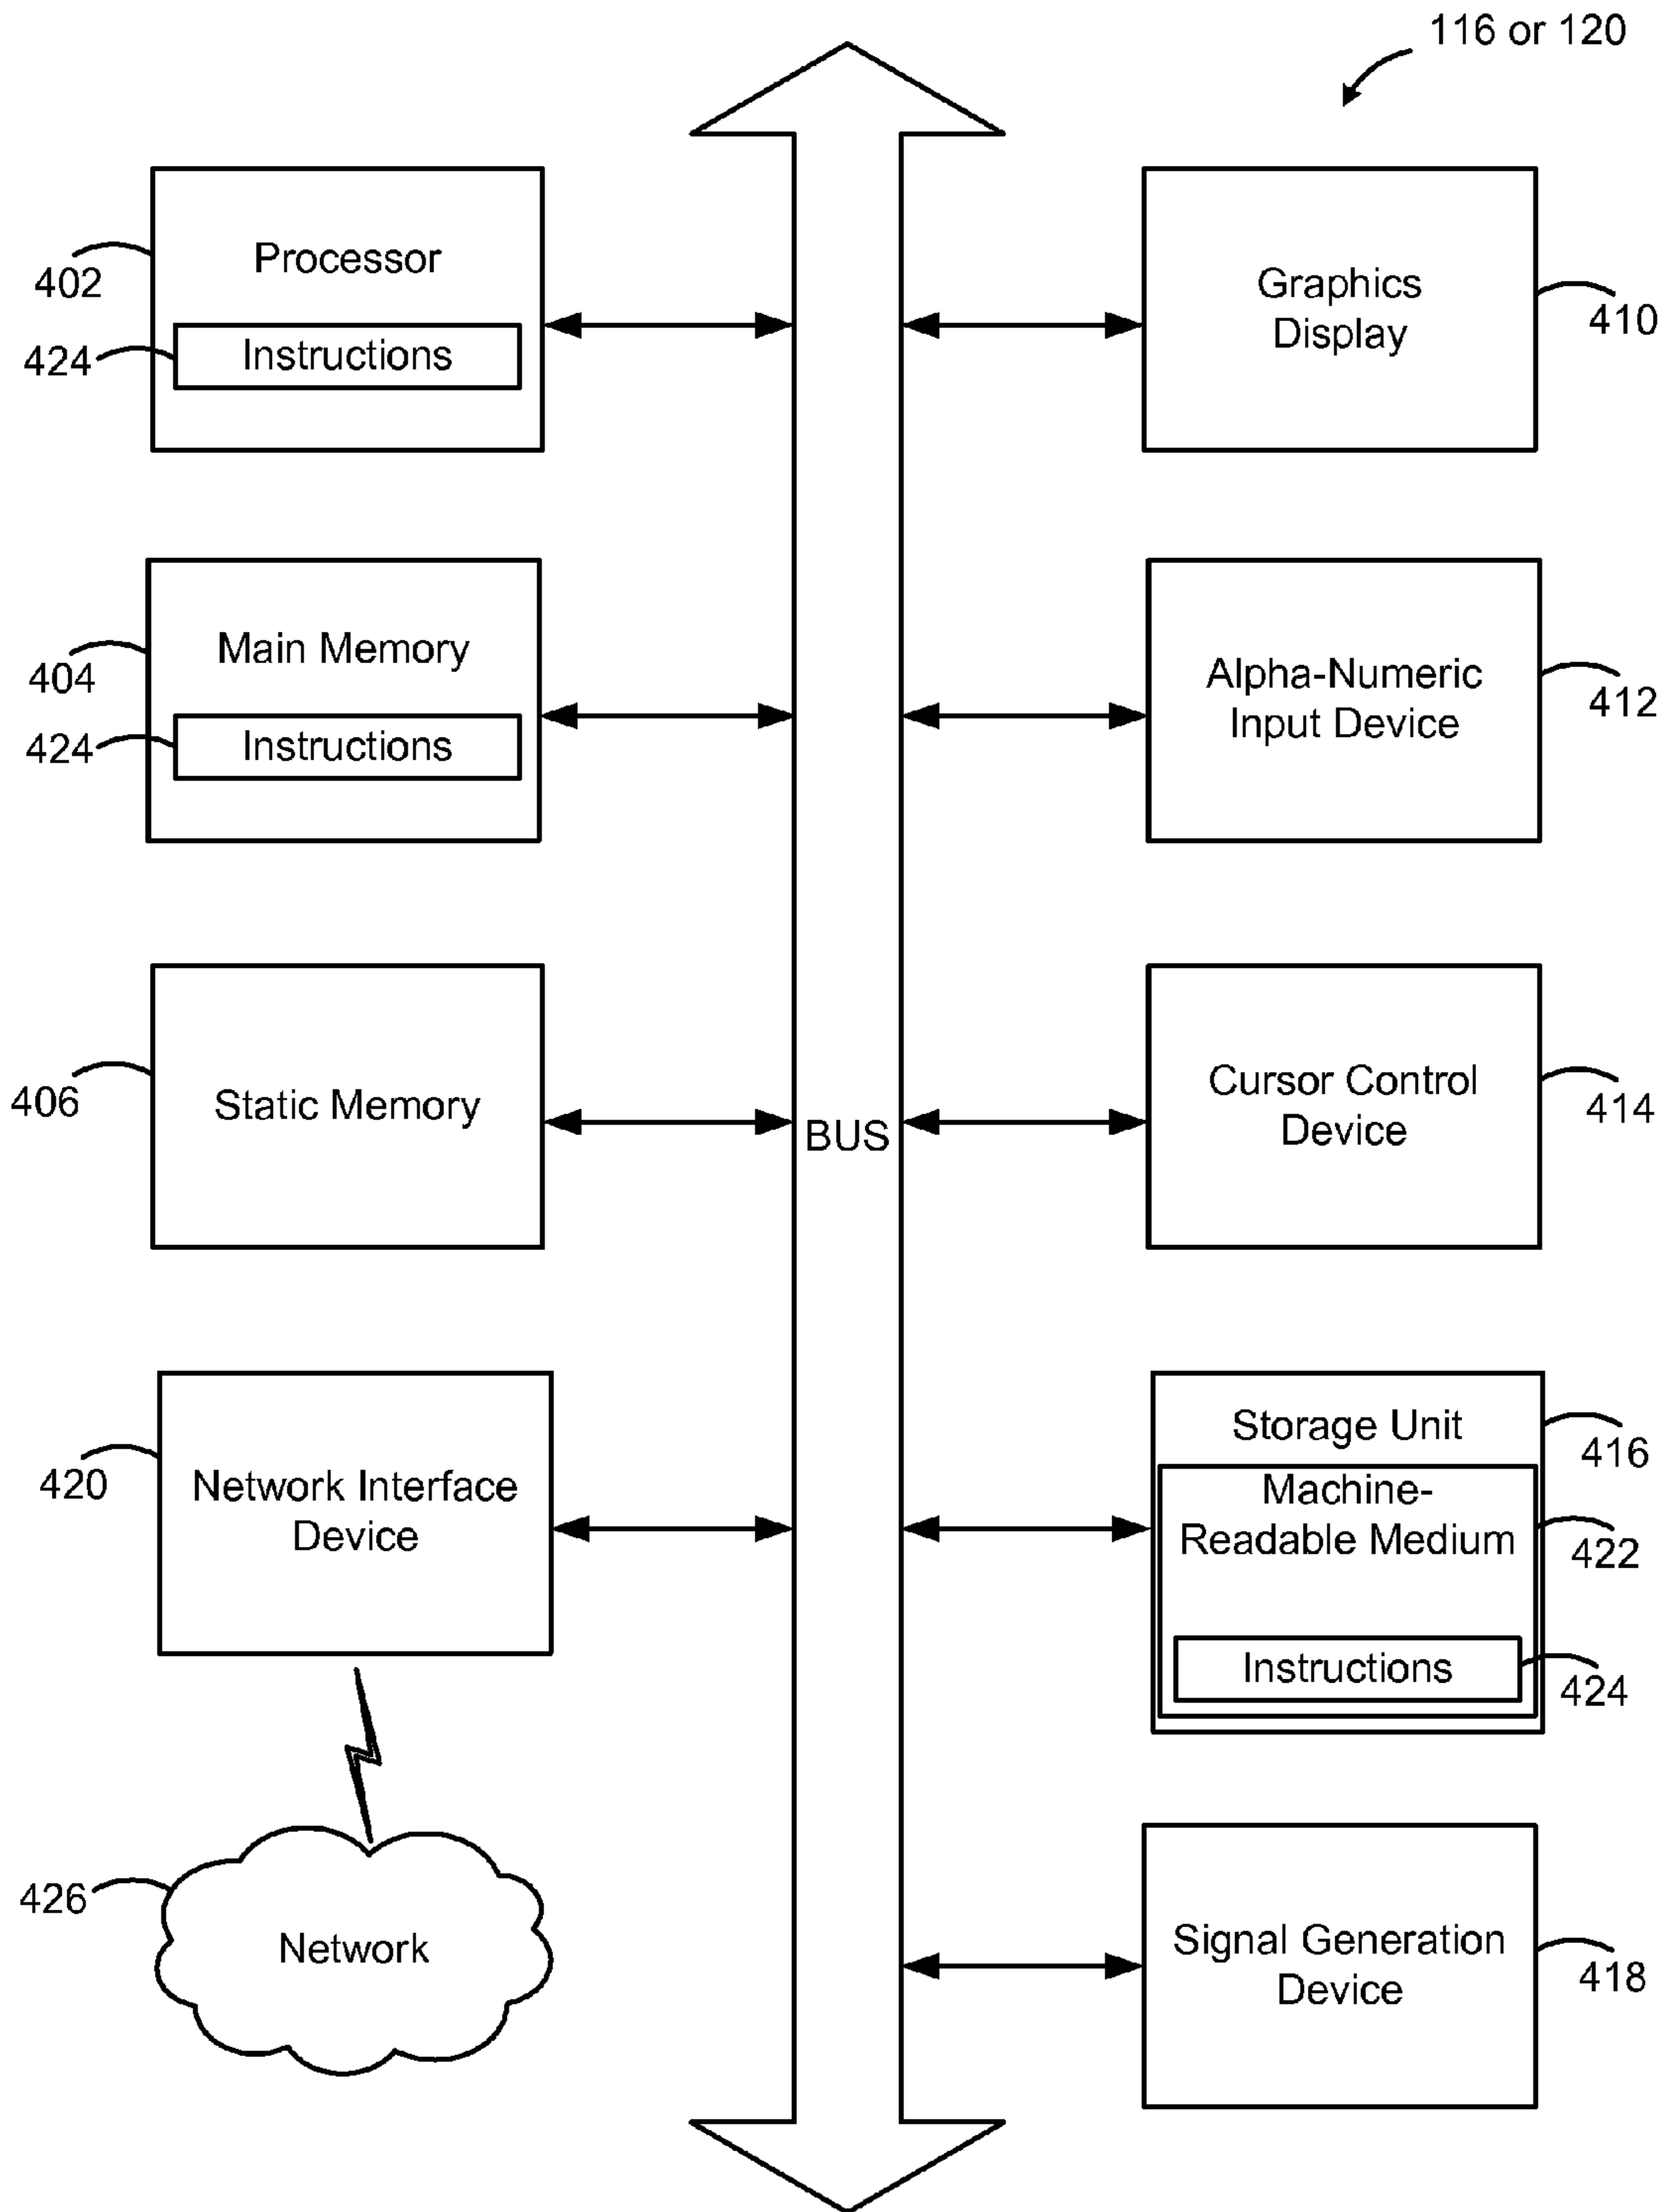 116 or 120
Processor
402
424
Instructions
Graphics
Display
410
Main Memory
404
424
Instructions
Alpha-Numeric
Input Device
412
Static Memory
406
BUS
Cursor Control
Device
414
Network Interface
Device
420
Storage Unit
416
Machine-
Readable Medium
422
Instructions
424
426
Network
Signal Generation
Device
418